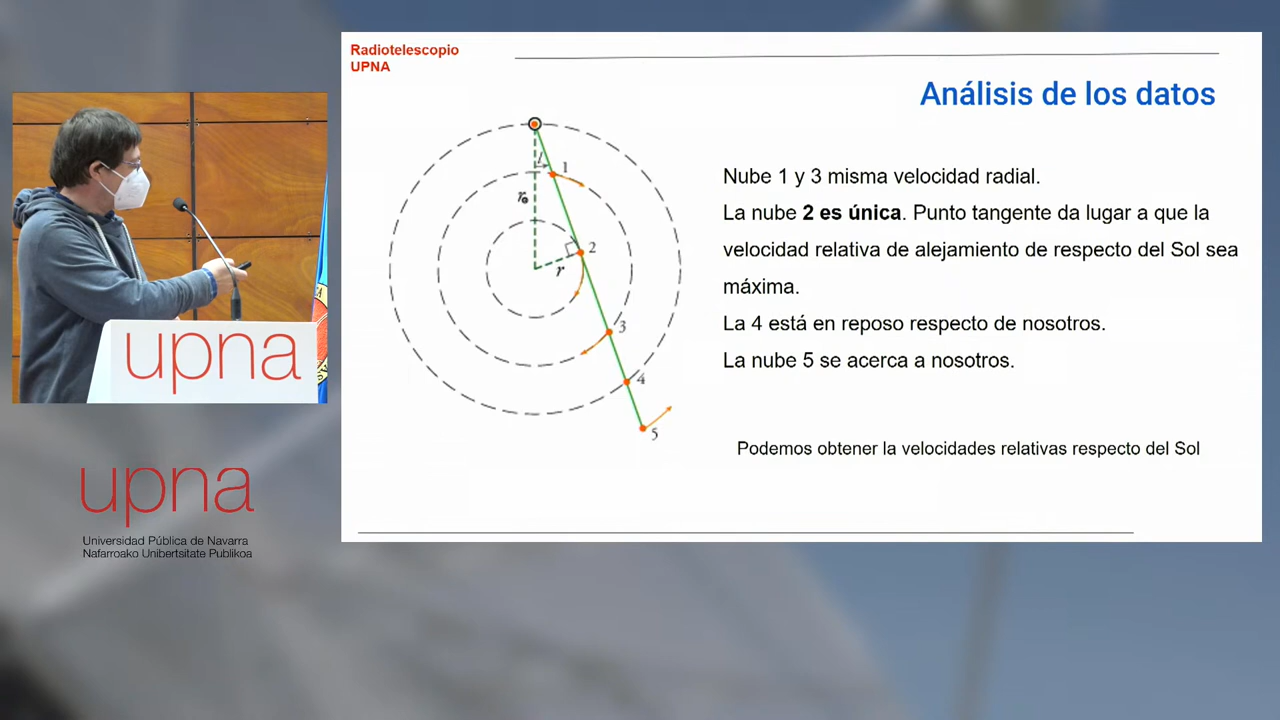 Radiotelescopio
UPNA
Análisis de los datos
l
1
r⊙
2
r
3
4
5
Nube 1 y 3 misma velocidad radial.
La nube 2 es única. Punto tangente da lugar a que la
velocidad relativa de alejamiento de respecto del Sol sea
máxima.
La 4 está en reposo respecto de nosotros.
La nube 5 se acerca a nosotros.
Podemos obtener la velocidades relativas respecto del Sol
upna
upna
Universidad Pública de Navarra
Nafarroako Unibertsitate Publikoa